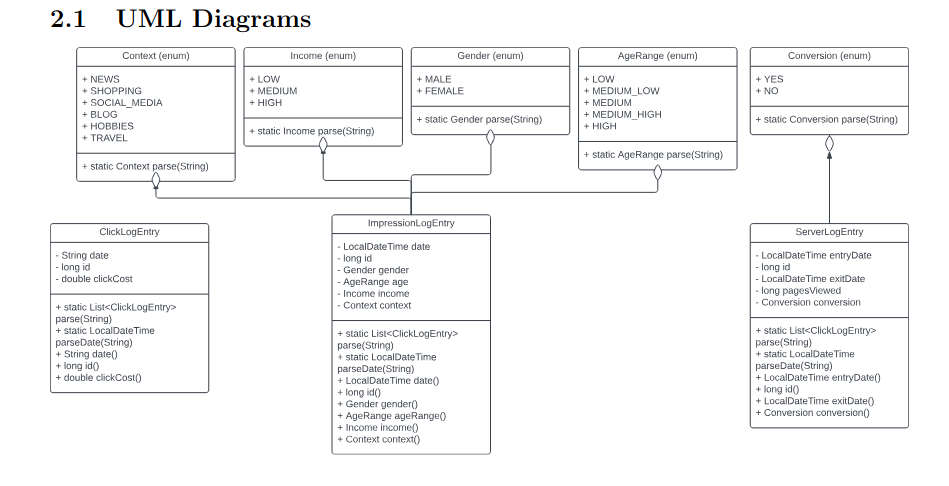 2.1 UML Diagrams
Context (enum)
+ NEWS
+ SHOPPING
+ SOCIAL_MEDIA
+ BLOG
+ HOBBIES
+ TRAVEL
+ static Context parse(String)
Income (enum)
+ LOW
+ MEDIUM
+ HIGH
+ static Income parse(String)
Gender (enum)
+ MALE
+ FEMALE
+ static Gender parse(String)
AgeRange (enum)
+ LOW
+ MEDIUM_LOW
+ MEDIUM
+ MEDIUM_HIGH
+ HIGH
+ static AgeRange parse(String)
Conversion (enum)
+ YES
+ NO
+ static Conversion parse(String)
ClickLogEntry
- String date
- long id
- double clickCost
+ static List<ClickLogEntry>
parse(String)
+ static LocalDateTime
parseDate(String)
+ String date()
+ long id()
+ double clickCost()
ImpressionLogEntry
- LocalDateTime date
- long id
- Gender gender
- AgeRange age
- Income income
- Context context
+ static List<ClickLogEntry>
parse(String)
+ static LocalDateTime
parseDate(String)
+ LocalDateTime date()
+ long id()
+ Gender gender()
+ AgeRange ageRange()
+ Income income()
+ Context context()
ServerLogEntry
- LocalDateTime entryDate
- long id
- LocalDateTime exitDate
- long pagesViewed
- Conversion conversion
+ static List<ClickLogEntry>
parse(String)
+ static LocalDateTime
parseDate(String)
+ LocalDateTime entryDate()
+ long id()
+ LocalDateTime exitDate()
+ Conversion conversion()